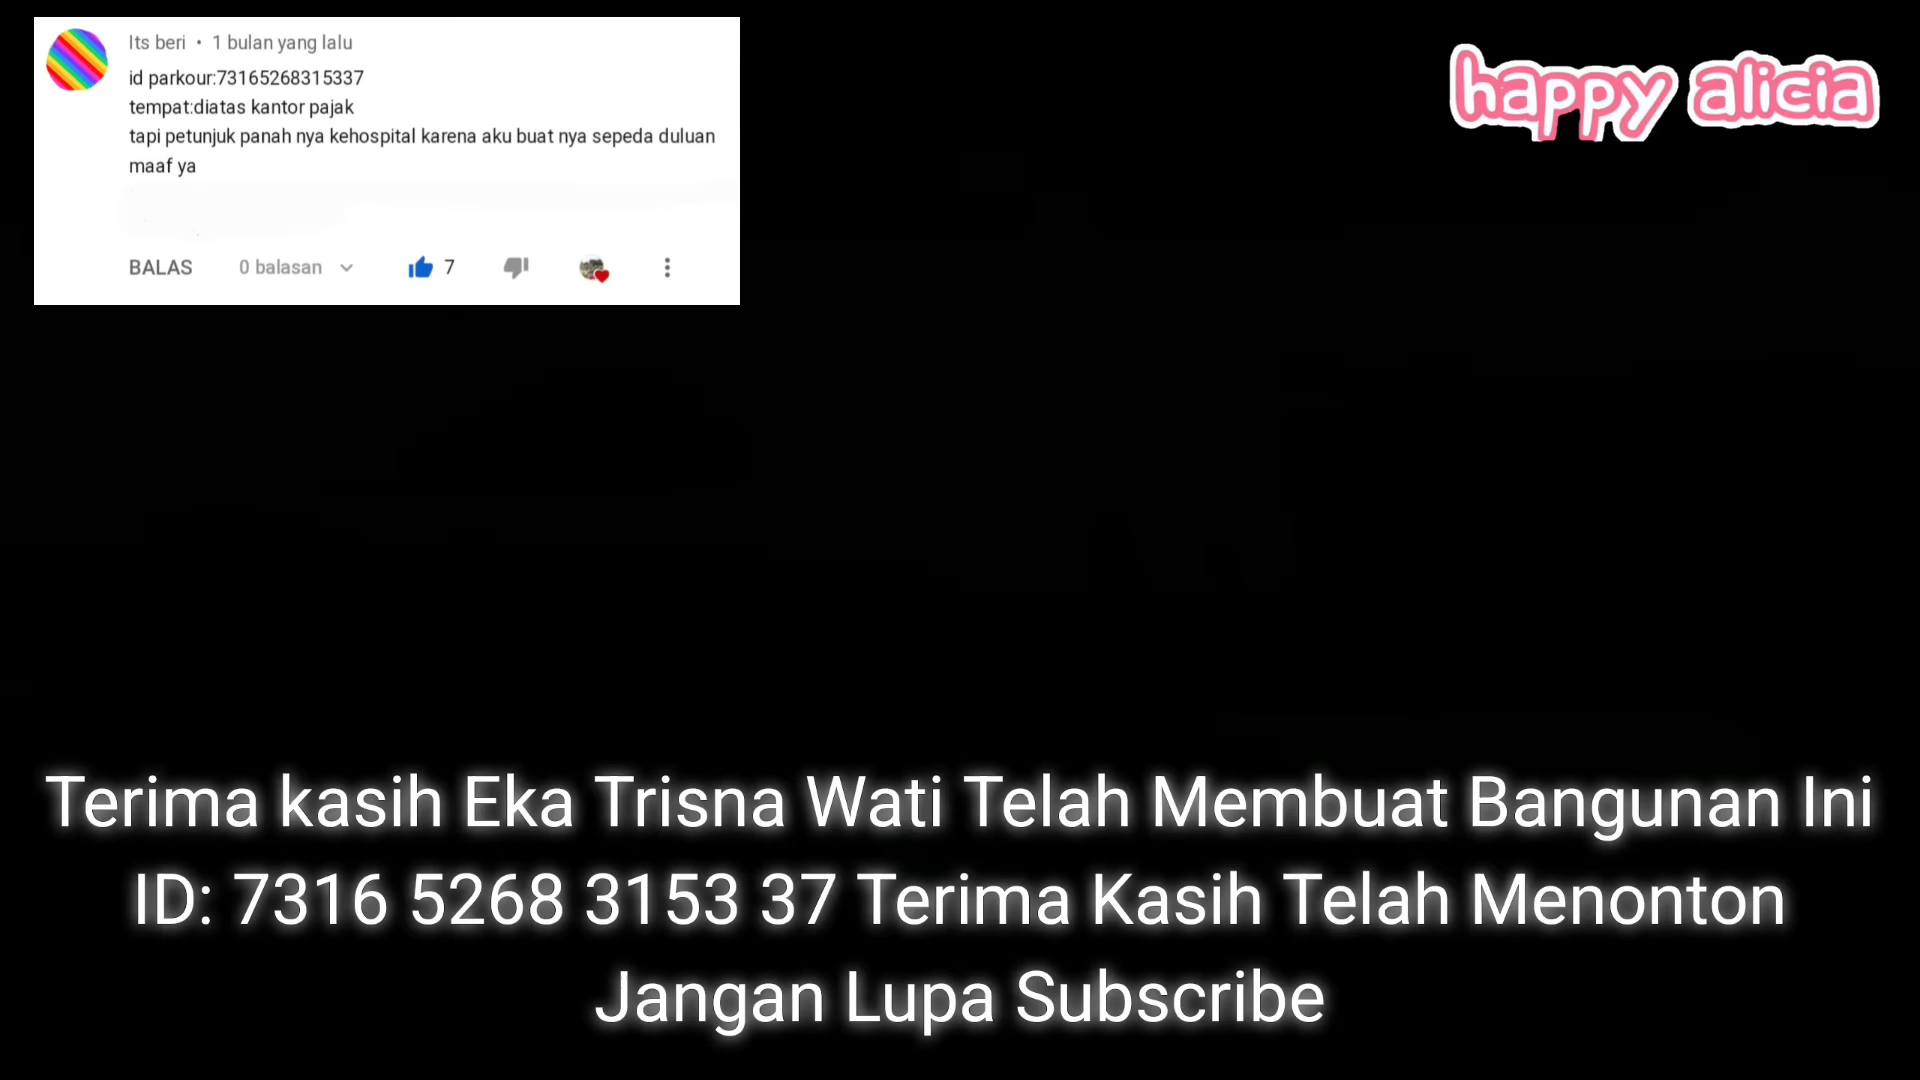 Its beri • 1 bulan yang lalu
id parkour:73165268315337
tempat:diatas kantor pajak
tapi petunjuk panah nya kehospital karena aku buat nya sepeda duluan
maaf ya
BALAS 0 balasan 7
happy alicia
Terima kasih Eka Trisna Wati Telah Membuat Bangunan Ini
ID: 7316 5268 3153 37 Terima Kasih Telah Menonton
Jangan Lupa Subscribe